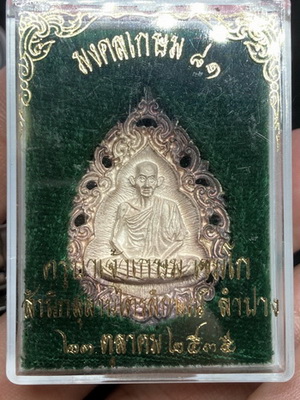 มงคลเกษม ๘๑
ครูบาเจ้าเกษม เขมโก
สำนักสุสานไตรลักษณ์ ลำปาง
๒๓ ตุลาคม ๒๕๓๕